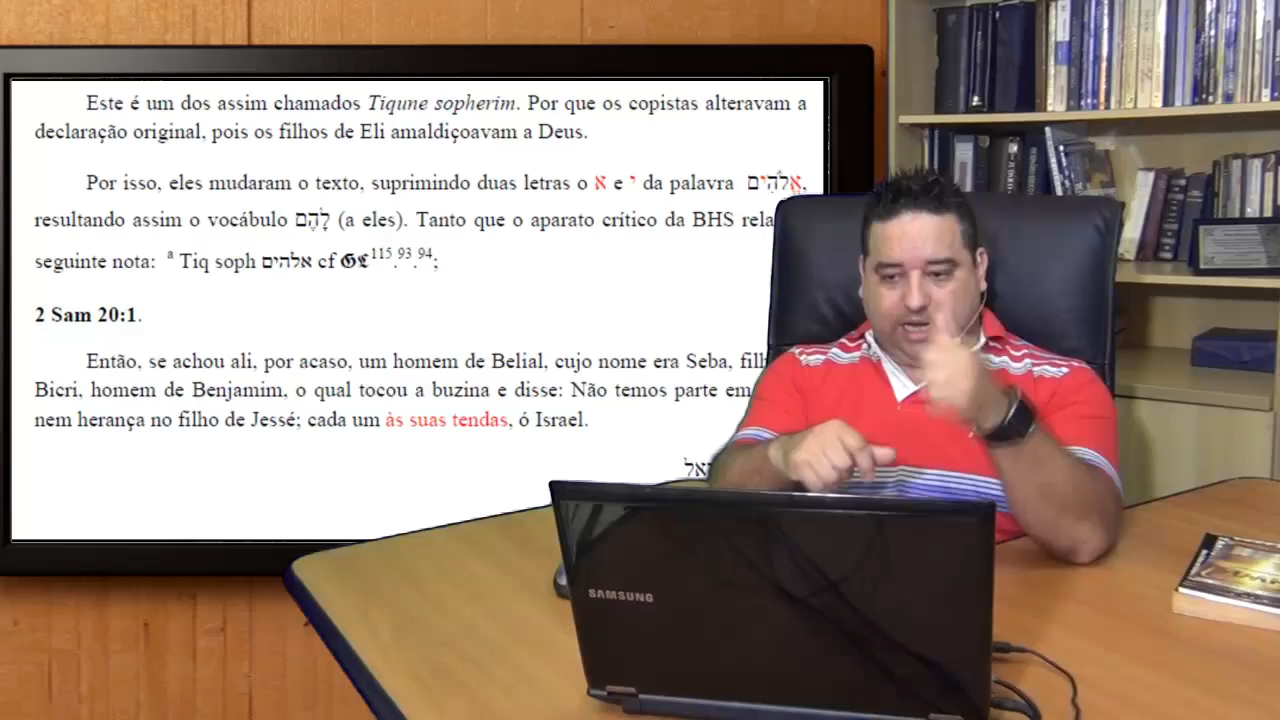 Este é um dos assim chamados Tiqune sopherim. Por que os copistas alteravam a
declaração original, pois os filhos de Eli amaldiçoavam a Deus.
Por isso, eles mudaram o texto, suprimindo duas letras o א e י da palavra אֱלֹהִים,
resultando assim o vocábulo לָהֶם (a eles). Tanto que o aparato crítico da BHS rela
seguinte nota: ᵃ Tiq soph אלהים cf 𝕲𝕷¹¹⁵·⁹³·⁹⁴;
2 Sam 20:1.
Então, se achou ali, por acaso, um homem de Belial, cujo nome era Seba, filh
Bicri, homem de Benjamim, o qual tocou a buzina e disse: Não temos parte em
nem herança no filho de Jessé; cada um às suas tendas, ó Israel.
SAMSUNG